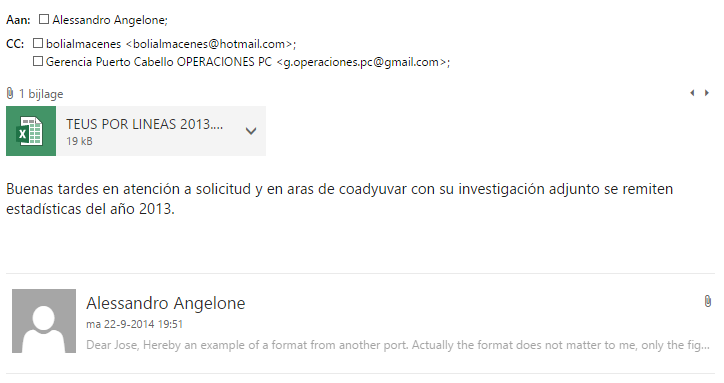 Aan: Alessandro Angelone;
CC: bolialmacenes <bolialmacenes@hotmail.com>;
Gerencia Puerto Cabello OPERACIONES PC <g.operaciones.pc@gmail.com>;
1 bijlage
TEUS POR LINEAS 2013....
19 kB
Buenas tardes en atención a solicitud y en aras de coadyuvar con su investigación adjunto se remiten
estadísticas del año 2013.
Alessandro Angelone
ma 22-9-2014 19:51
Dear Jose, Hereby an example of a format from another port. Actually the format does not matter to me, only the fig...